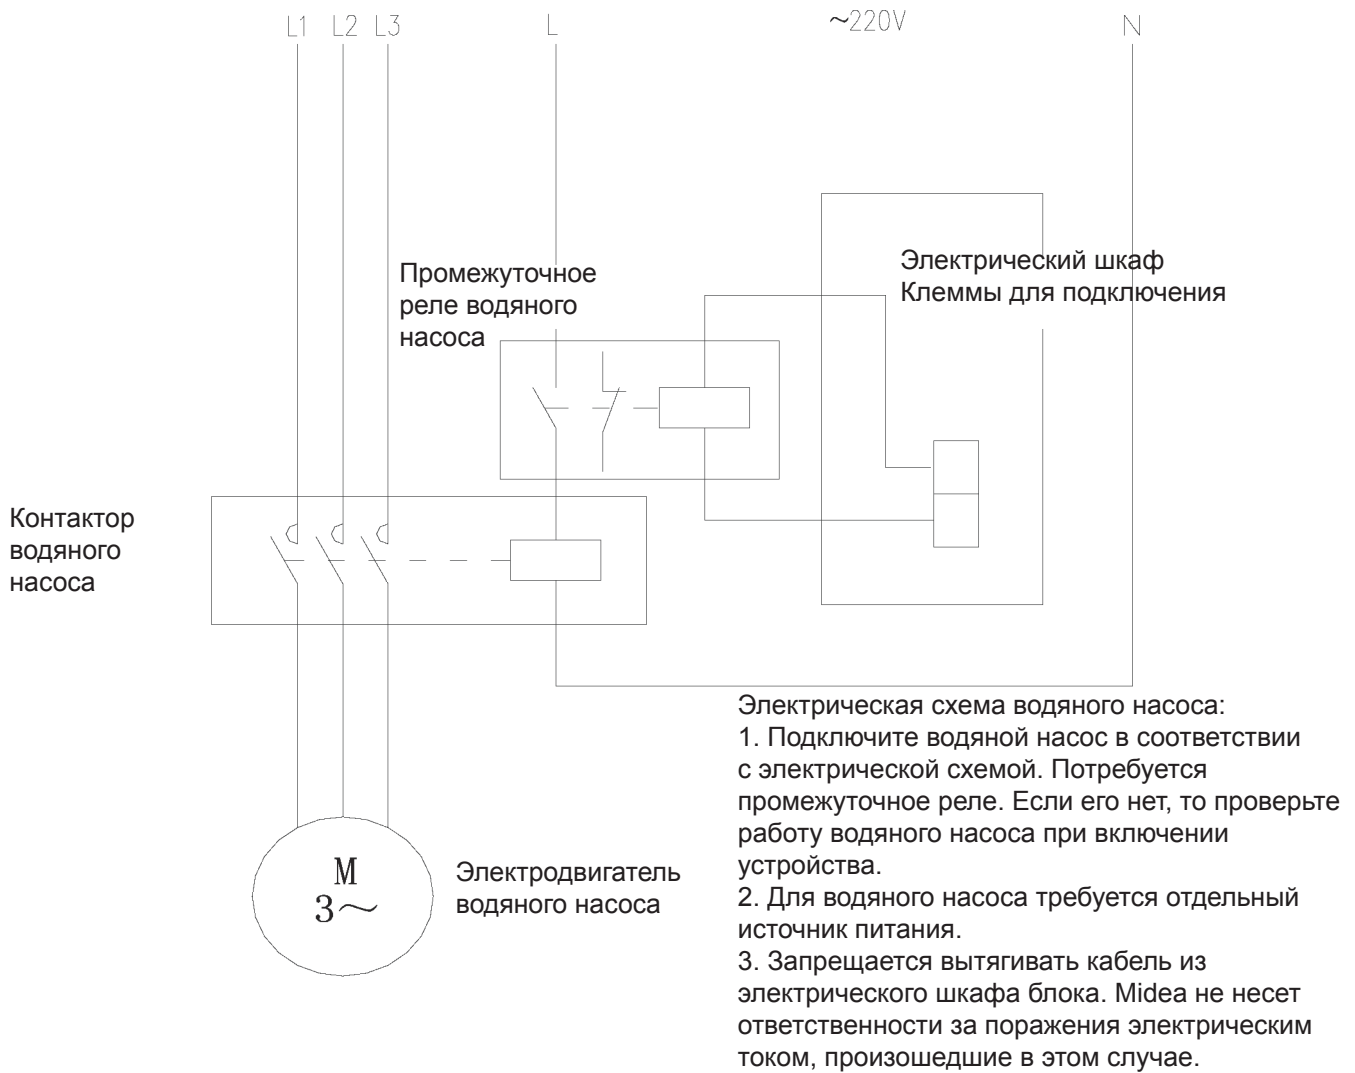 L1 L2 L3 L ~220V N
Электрический шкаф
Клеммы для подключения
Промежуточное
реле водяного
насоса
Контактор
водяного
насоса
M
3~
Электродвигатель
водяного насоса
Электрическая схема водяного насоса:
1. Подключите водяной насос в соответствии
с электрической схемой. Потребуется
промежуточное реле. Если его нет, то проверьте
работу водяного насоса при включении
устройства.
2. Для водяного насоса требуется отдельный
источник питания.
3. Запрещается вытягивать кабель из
электрического шкафа блока. Midea не несет
ответственности за поражения электрическим
током, произошедшие в этом случае.